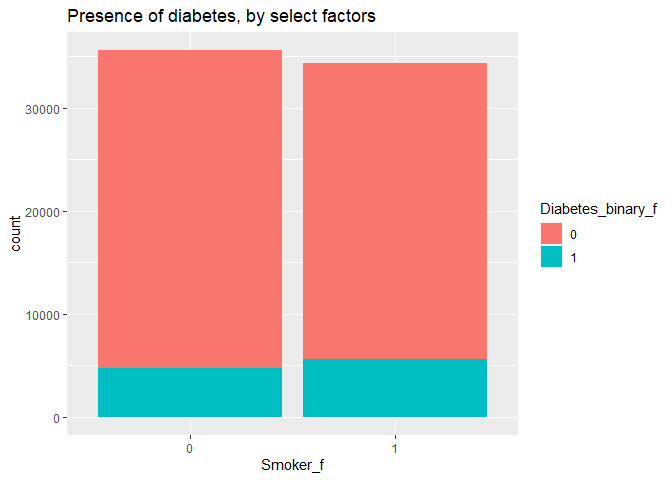 Presence of diabetes, by select factors
30000
20000
10000
0
count
0
1
Smoker_f
Diabetes_binary_f
0
1